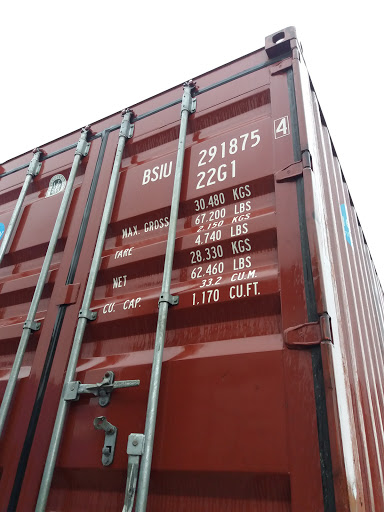 BSIU 291875 4
22G1
MAX. GROSS 30.480 KGS
67.200 LBS
TARE 2.150 KGS
4.740 LBS
NET 28.330 KGS
62.460 LBS
CU. CAP. 33.2 CU.M.
1.170 CU.FT.